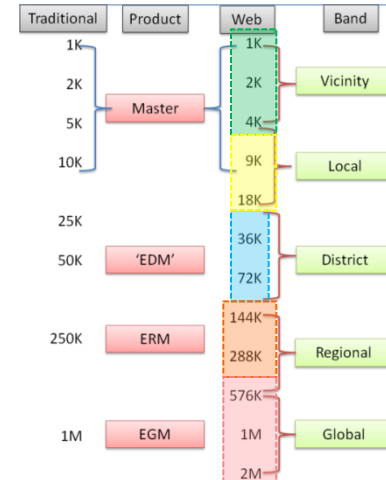 Traditional Product Web Band
1K 1K
2K 2K Vicinity
Master
5K 4K
10K 9K Local
18K
25K
36K
50K 'EDM' District
72K
144K
250K ERM
288K Regional
576K
1M EGM 1M Global
2M